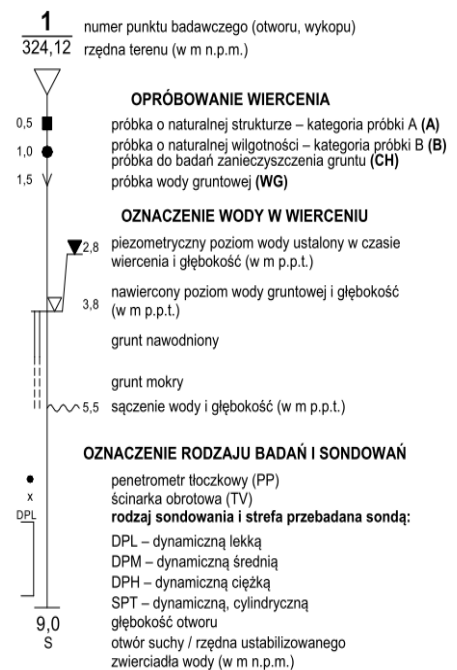 1 numer punktu badawczego (otworu, wykopu)
324,12 rzędna terenu (w m n.p.m.)
OPRÓBOWANIE WIERCENIA
0,5 próbka o naturalnej strukturze – kategoria próbki A (A)
1,0 próbka o naturalnej wilgotności – kategoria próbki B (B)
próbka do badań zanieczyszczenia gruntu (CH)
1,5 próbka wody gruntowej (WG)
OZNACZENIE WODY W WIERCENIU
2,8 piezometryczny poziom wody ustalony w czasie
wiercenia i głębokość (w m p.p.t.)
nawiercony poziom wody gruntowej i głębokość
3,8 (w m p.p.t.)
grunt nawodniony
grunt mokry
5,5 sączenie wody i głębokość (w m p.p.t.)
OZNACZENIE RODZAJU BADAŃ I SONDOWAŃ
penetrometr tłoczkowy (PP)
x ścinarka obrotowa (TV)
DPL rodzaj sondowania i strefa przebadana sondą:
DPL – dynamiczną lekką
DPM – dynamiczną średnią
DPH – dynamiczną ciężką
SPT – dynamiczną, cylindryczną
9,0 głębokość otworu
S otwór suchy / rzędna ustabilizowanego
zwierciadła wody (w m n.p.m.)